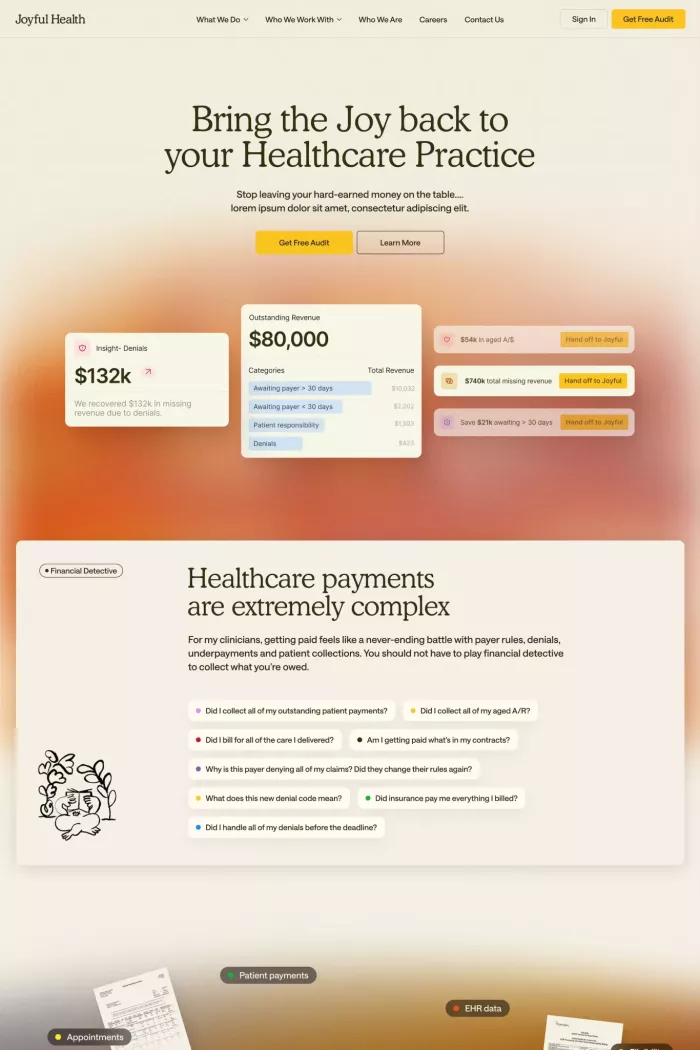 Joyful Health
What We Do
Who We Work With
Who We Are
Careers
Contact Us
Sign In
Get Free Audit
Bring the Joy back to
your Healthcare Practice
Stop leaving your hard-earned money on the table....
lorem ipsum dolor sit amet, consectetur adipiscing elit.
Get Free Audit
Learn More
Insight- Denials
$132k
We recovered $132k in missing
revenue due to denials.
Outstanding Revenue
$80,000
Categories
Total Revenue
Awaiting payer > 30 days
$10,032
Awaiting payer < 30 days
$2,202
Patient responsibility
Denials
$423
$54k in aged A/S
Hand off to Joyful
$740k total missing revenue
Hand off to Joyful
Save $21k awaiting > 30 days
Hand off to Joyful
Financial Detective
Healthcare payments
are extremely complex
For my clinicians, getting paid feels like a never-ending battle with payer rules, denials,
underpayments and patient collections. You should not have to play financial detective
to collect what you're owed.
Did I collect all of my outstanding patient payments?
Did I collect all of my aged A/R?
Did I bill for all of the care I delivered?
Am I getting paid what's in my contracts?
Why is this payer denying all of my claims? Did they change their rules again?
What does this new denial code mean?
Did insurance pay me everything I billed?
Did I handle all of my denials before the deadline?
Patient payments
EHR data
Appointments